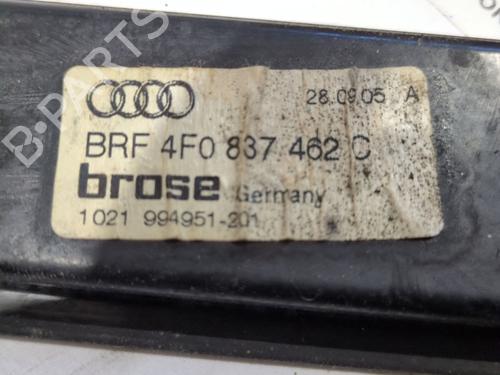 B-PARTS
28.09.05 A
BRF 4F0 837 462 C
brose Germany
1021 994951-201